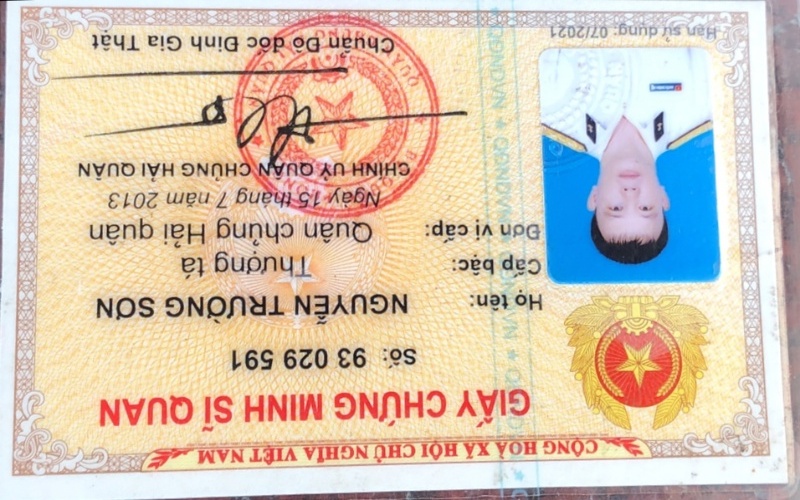 CỘNG HOÀ XÃ HỘI CHỦ NGHĨA VIỆT NAM
GIẤY CHỨNG MINH SĨ QUAN
Số: 93 029 591
Họ tên: NGUYỄN TRƯỜNG SƠN
Cấp bậc: Thượng tá
Đơn vị cấp: Quân chủng Hải quân
Ngày 15 tháng 7 năm 2013
CHÍNH UỶ QUÂN CHỦNG HẢI QUÂN
Chuẩn Đô đốc Đinh Gia Thật
Hạn sử dụng: 07/2021